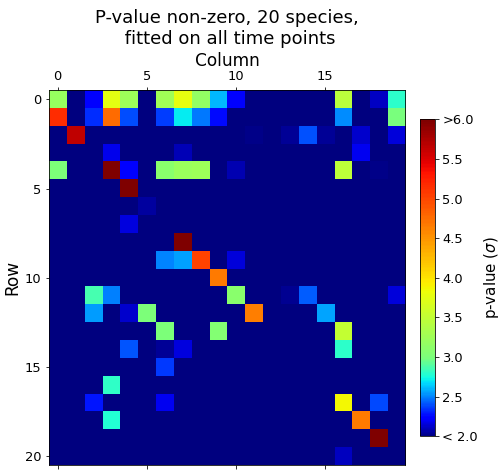 P-value non-zero, 20 species,
fitted on all time points
Column
0 5 10 15
0
5
10
15
20
Row
>6.0
5.5
5.0
4.5
4.0
3.5
3.0
2.5
< 2.0
p-value (σ)